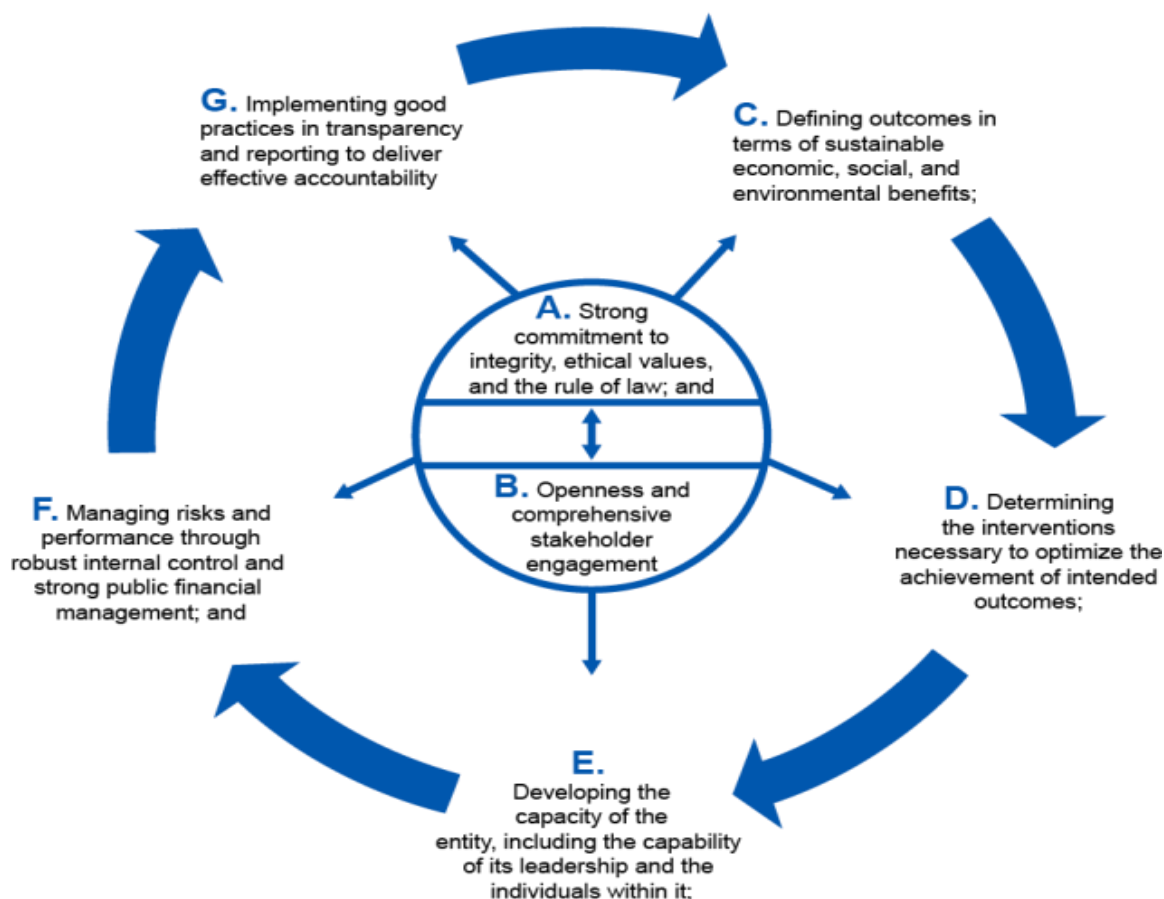 G. Implementing good
practices in transparency
and reporting to deliver
effective accountability
C. Defining outcomes in
terms of sustainable
economic, social, and
environmental benefits;
A. Strong
commitment to
integrity, ethical values,
and the rule of law; and
B. Openness and
comprehensive
stakeholder
engagement
D. Determining
the interventions
necessary to optimize the
achievement of intended
outcomes;
E.
Developing the
capacity of the
entity, including the capability
of its leadership and the
individuals within it;
F. Managing risks and
performance through
robust internal control and
strong public financial
management; and